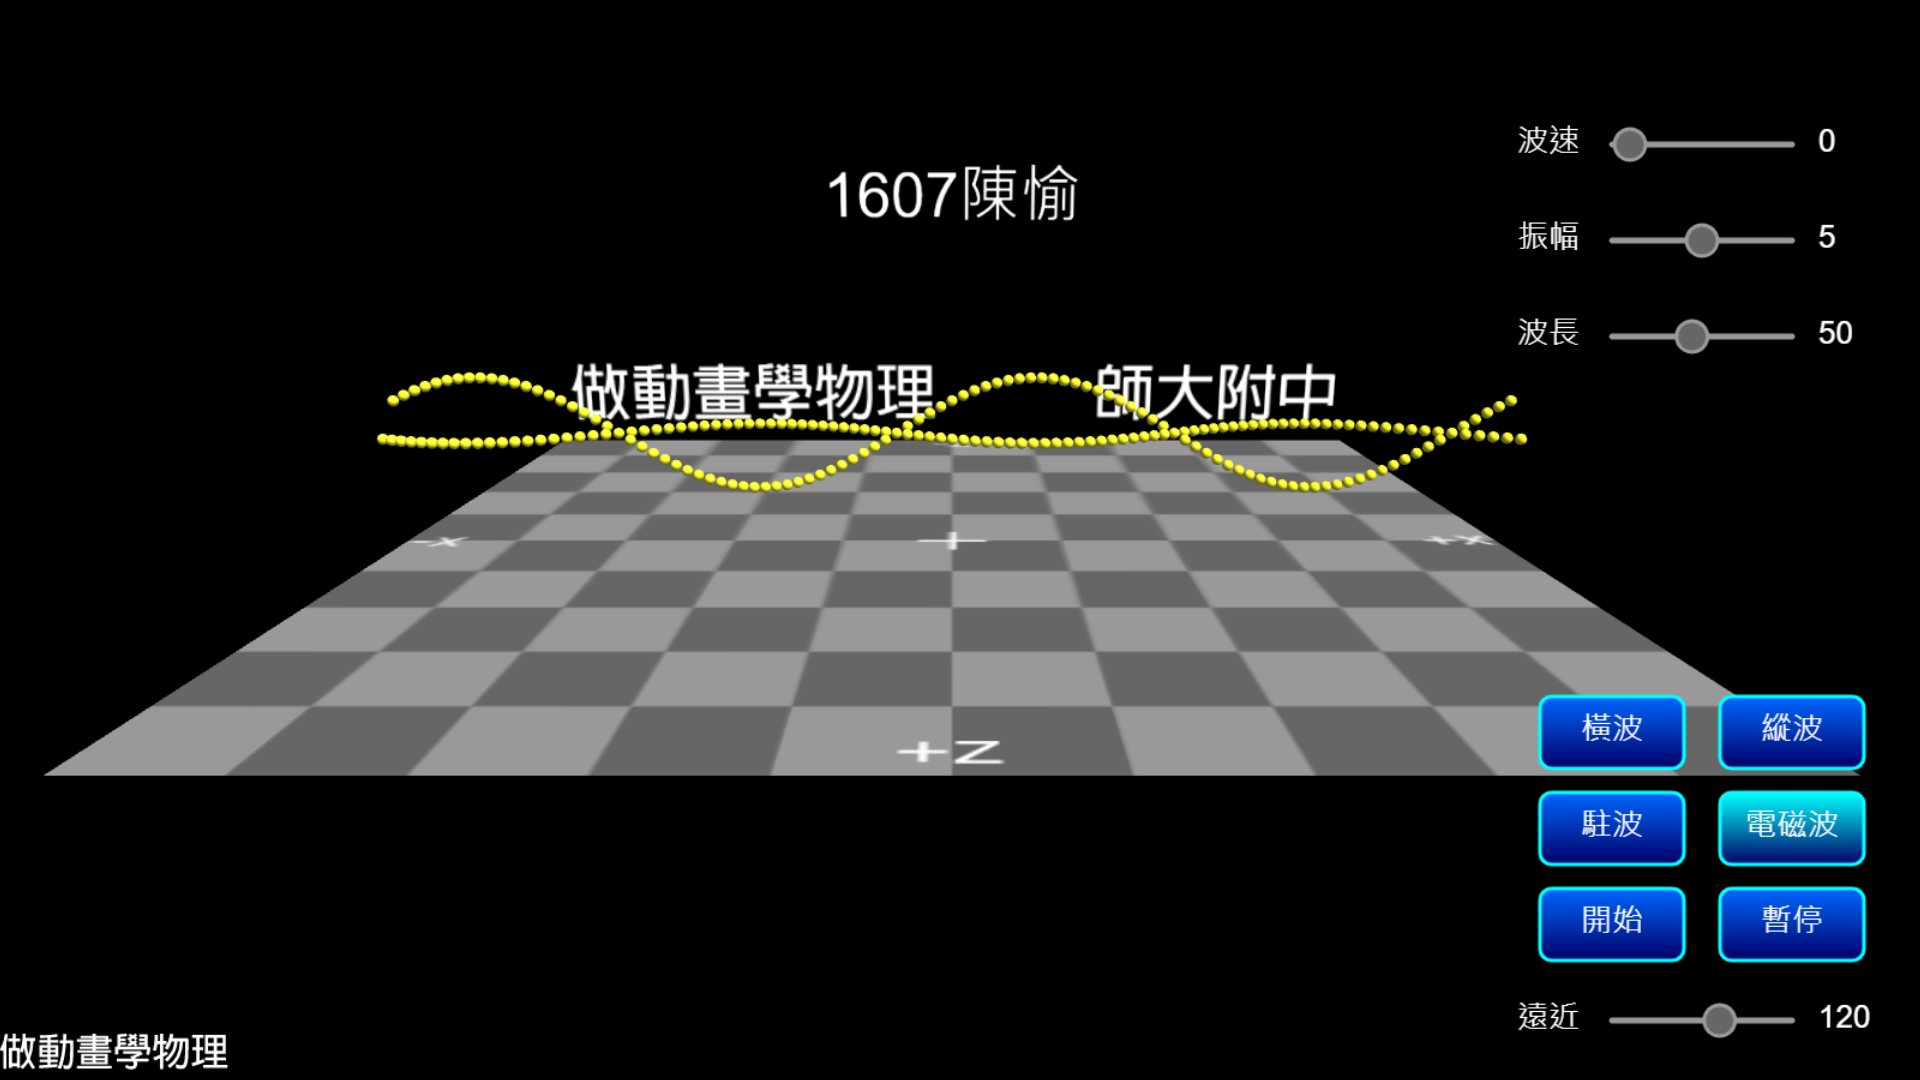 波速 0
1607陳愉
振幅 5
波長 50
做動畫學物理 師大附中
-x + +x
+Z
橫波 縱波
駐波 電磁波
開始 暫停
遠近 120
做動畫學物理